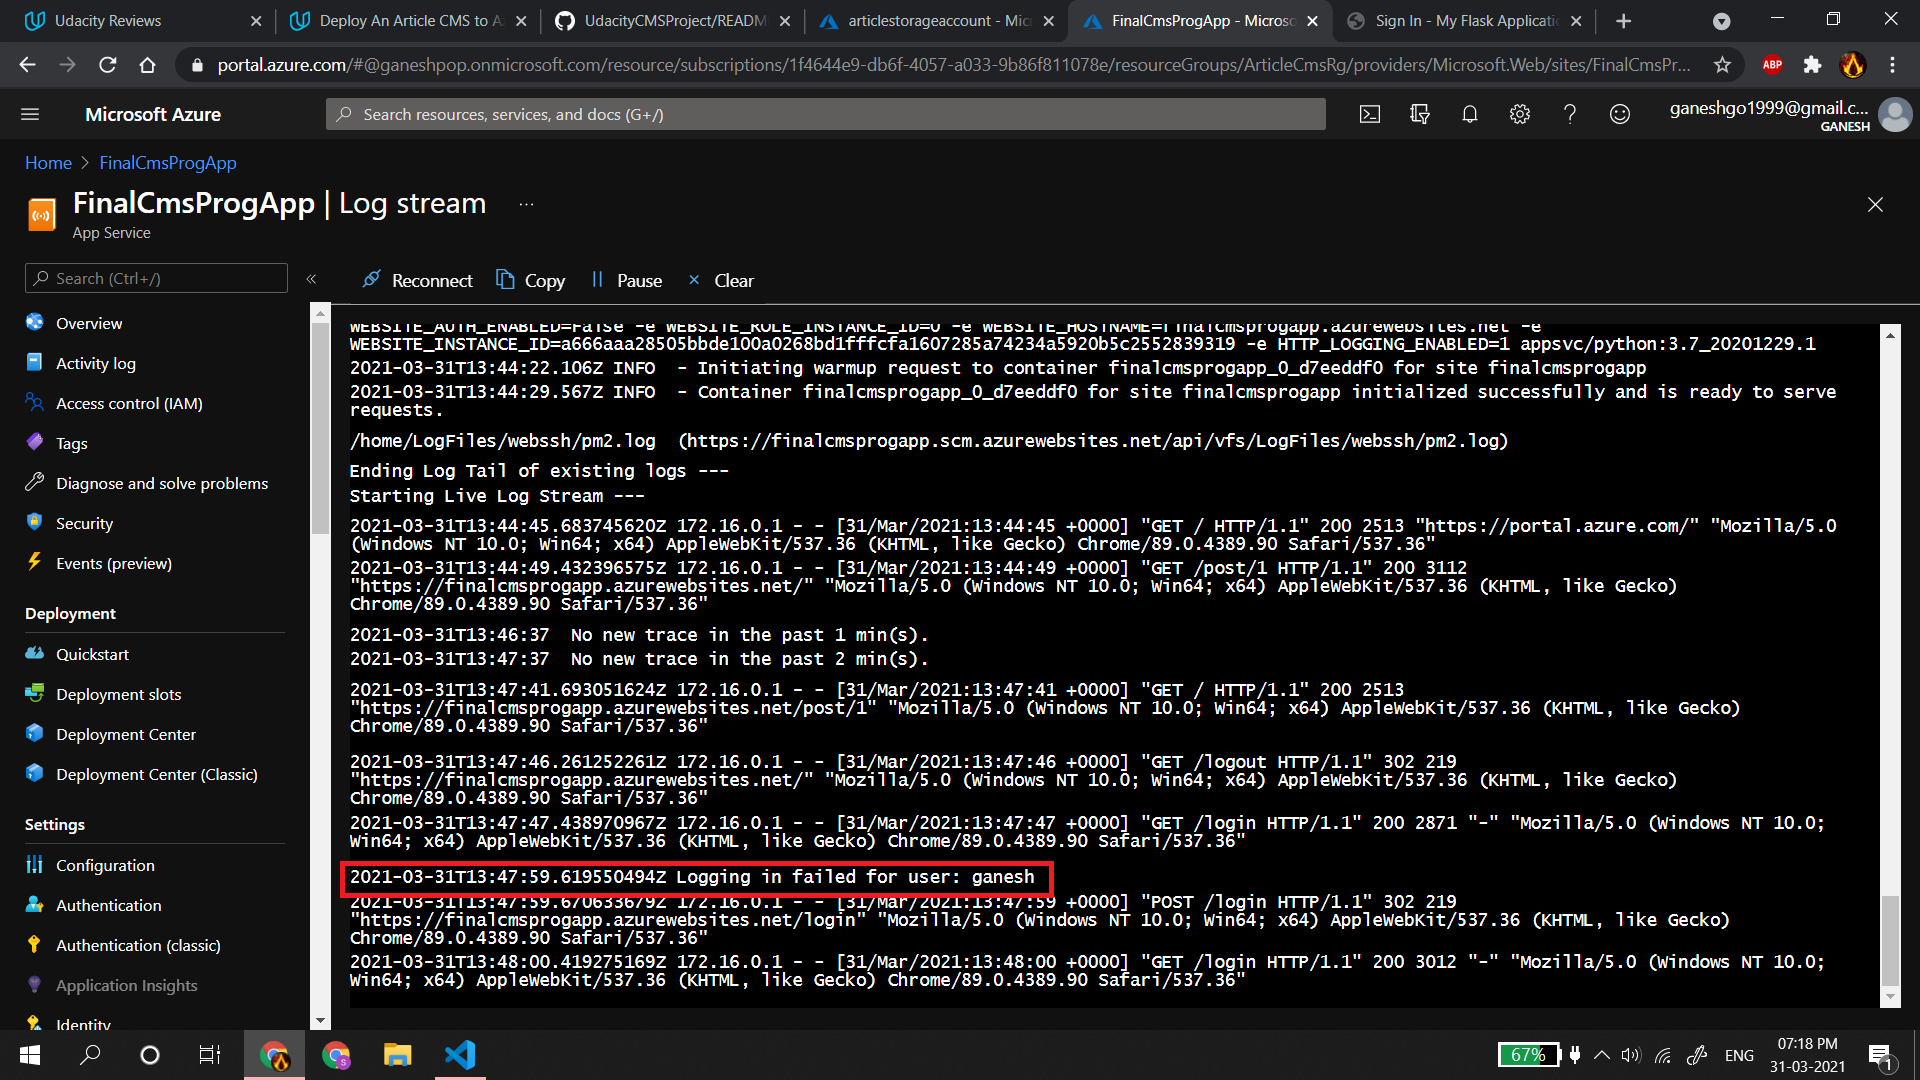 Udacity Reviews
Deploy An Article CMS to Az
UdacityCMSProject/READM
articlestorageaccount - Mic
FinalCmsProgApp - Microso
Sign In - My Flask Applicatio
portal.azure.com/#@ganeshpop.onmicrosoft.com/resource/subscriptions/1f4644e9-db6f-4057-a033-9b86f811078e/resourceGroups/ArticleCmsRg/providers/Microsoft.Web/sites/FinalCmsPr...
ABP
Microsoft Azure
Search resources, services, and docs (G+/)
ganeshgo1999@gmail.c...
GANESH
Home > FinalCmsProgApp
FinalCmsProgApp | Log stream ...
App Service
Search (Ctrl+/)
Reconnect Copy Pause Clear
Overview
Activity log
Access control (IAM)
Tags
Diagnose and solve problems
Security
Events (preview)
Deployment
Quickstart
Deployment slots
Deployment Center
Deployment Center (Classic)
Settings
Configuration
Authentication
Authentication (classic)
Application Insights
Identity
WEBSITE_AUTH_ENABLED=False -e WEBSITE_ROLE_INSTANCE_ID=0 -e WEBSITE_HOSTNAME=finalcmsprogapp.azurewebsites.net -e
WEBSITE_INSTANCE_ID=a666aaa28505bbde100a0268bd1fffcfa1607285a74234a5920b5c2552839319 -e HTTP_LOGGING_ENABLED=1 appsvc/python:3.7_20201229.1
2021-03-31T13:44:22.106Z INFO  - Initiating warmup request to container finalcmsprogapp_0_d7eeddf0 for site finalcmsprogapp
2021-03-31T13:44:29.567Z INFO  - Container finalcmsprogapp_0_d7eeddf0 for site finalcmsprogapp initialized successfully and is ready to serve
requests.
/home/LogFiles/webssh/pm2.log  (https://finalcmsprogapp.scm.azurewebsites.net/api/vfs/LogFiles/webssh/pm2.log)
Ending Log Tail of existing logs ---
Starting Live Log Stream ---
2021-03-31T13:44:45.683745620Z 172.16.0.1 - - [31/Mar/2021:13:44:45 +0000] "GET / HTTP/1.1" 200 2513 "https://portal.azure.com/" "Mozilla/5.0
(Windows NT 10.0; Win64; x64) AppleWebKit/537.36 (KHTML, like Gecko) Chrome/89.0.4389.90 Safari/537.36"
2021-03-31T13:44:49.432396575Z 172.16.0.1 - - [31/Mar/2021:13:44:49 +0000] "GET /post/1 HTTP/1.1" 200 3112
"https://finalcmsprogapp.azurewebsites.net/" "Mozilla/5.0 (Windows NT 10.0; Win64; x64) AppleWebKit/537.36 (KHTML, like Gecko)
Chrome/89.0.4389.90 Safari/537.36"
2021-03-31T13:46:37  No new trace in the past 1 min(s).
2021-03-31T13:47:37  No new trace in the past 2 min(s).
2021-03-31T13:47:41.693051624Z 172.16.0.1 - - [31/Mar/2021:13:47:41 +0000] "GET / HTTP/1.1" 200 2513
"https://finalcmsprogapp.azurewebsites.net/post/1" "Mozilla/5.0 (Windows NT 10.0; Win64; x64) AppleWebKit/537.36 (KHTML, like Gecko)
Chrome/89.0.4389.90 Safari/537.36"
2021-03-31T13:47:46.261252261Z 172.16.0.1 - - [31/Mar/2021:13:47:46 +0000] "GET /logout HTTP/1.1" 302 219
"https://finalcmsprogapp.azurewebsites.net/" "Mozilla/5.0 (Windows NT 10.0; Win64; x64) AppleWebKit/537.36 (KHTML, like Gecko)
Chrome/89.0.4389.90 Safari/537.36"
2021-03-31T13:47:47.438970967Z 172.16.0.1 - - [31/Mar/2021:13:47:47 +0000] "GET /login HTTP/1.1" 200 2871 "-" "Mozilla/5.0 (Windows NT 10.0;
Win64; x64) AppleWebKit/537.36 (KHTML, like Gecko) Chrome/89.0.4389.90 Safari/537.36"
2021-03-31T13:47:59.619550494Z Logging in failed for user: ganesh
2021-03-31T13:47:59.670633679Z 172.16.0.1 - - [31/Mar/2021:13:47:59 +0000] "POST /login HTTP/1.1" 302 219
"https://finalcmsprogapp.azurewebsites.net/login" "Mozilla/5.0 (Windows NT 10.0; Win64; x64) AppleWebKit/537.36 (KHTML, like Gecko)
Chrome/89.0.4389.90 Safari/537.36"
2021-03-31T13:48:00.419275169Z 172.16.0.1 - - [31/Mar/2021:13:48:00 +0000] "GET /login HTTP/1.1" 200 3012 "-" "Mozilla/5.0 (Windows NT 10.0;
Win64; x64) AppleWebKit/537.36 (KHTML, like Gecko) Chrome/89.0.4389.90 Safari/537.36"
67%
ENG
07:18 PM
31-03-2021
1